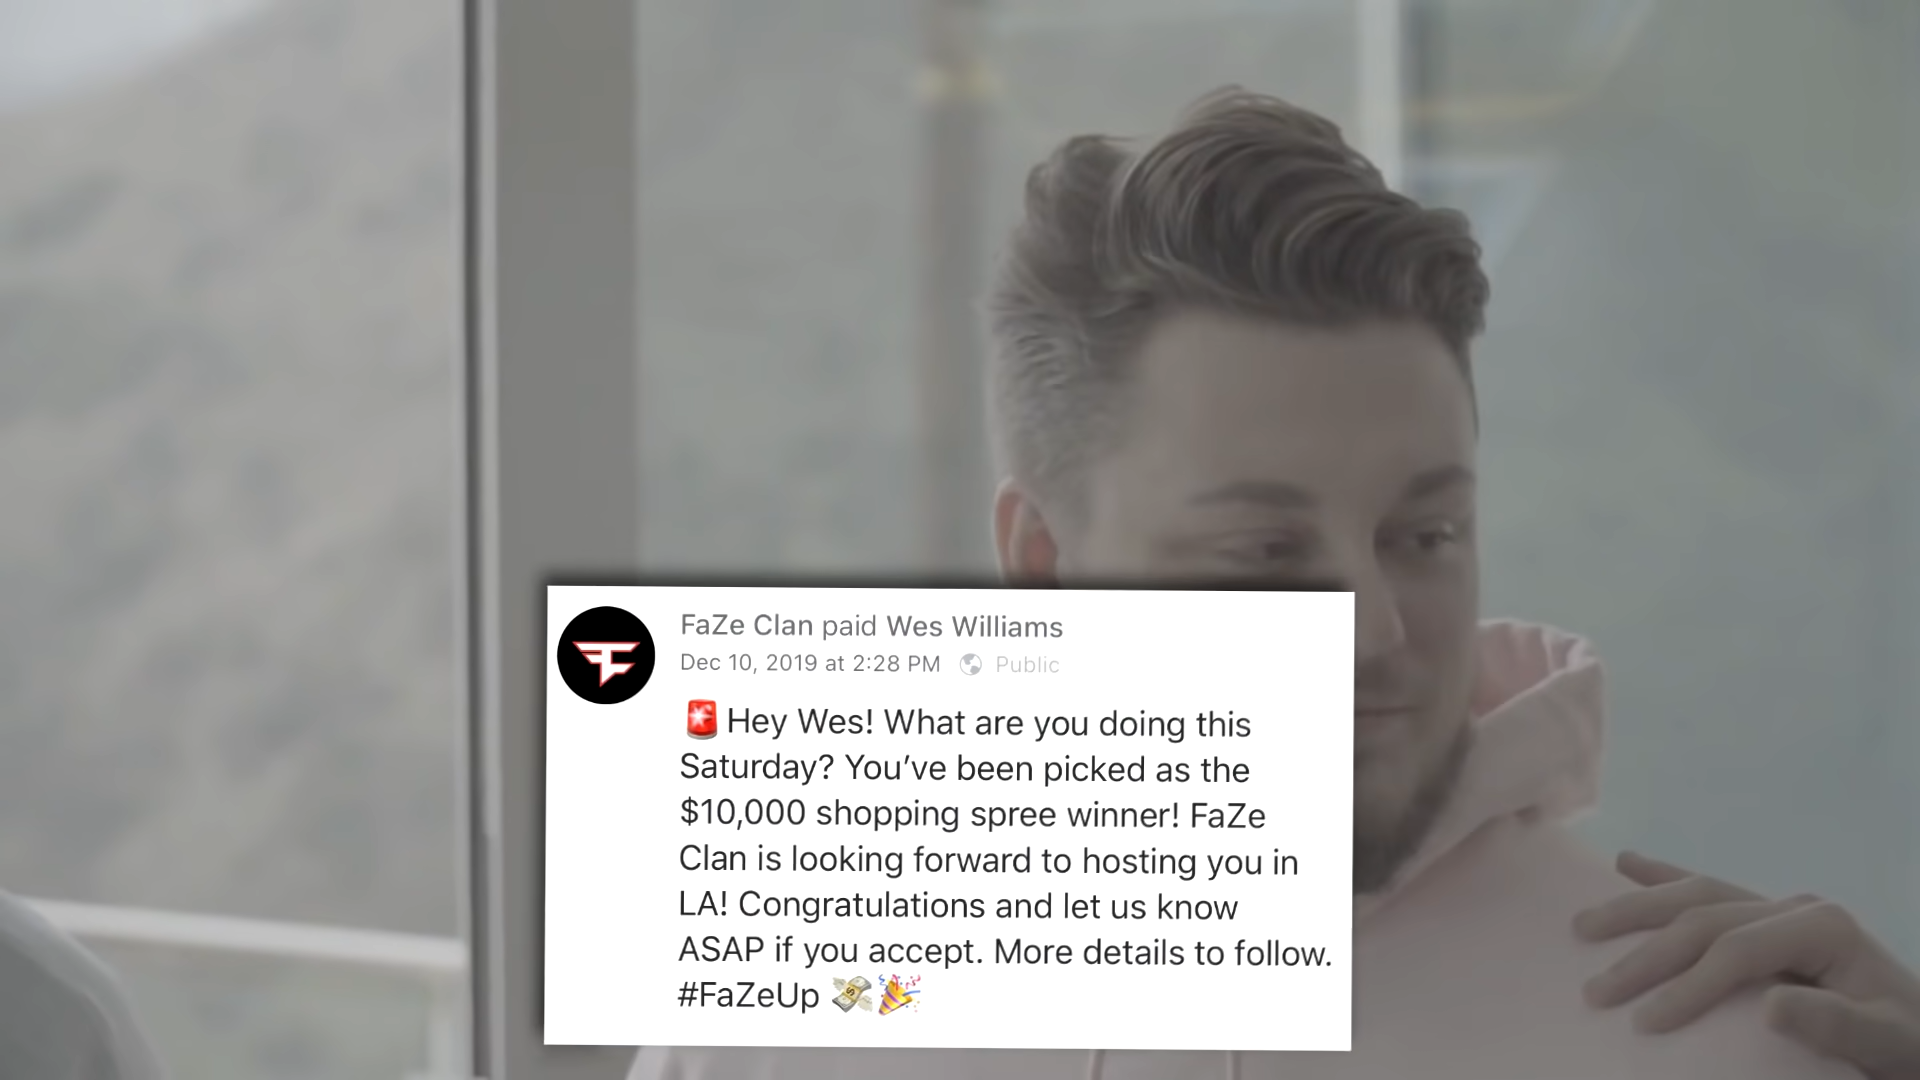 FaZe Clan paid Wes Williams
Dec 10, 2019 at 2:28 PM Public
🚨Hey Wes! What are you doing this
Saturday? You’ve been picked as the
$10,000 shopping spree winner! FaZe
Clan is looking forward to hosting you in
LA! Congratulations and let us know
ASAP if you accept. More details to follow.
#FaZeUp 💸🎉